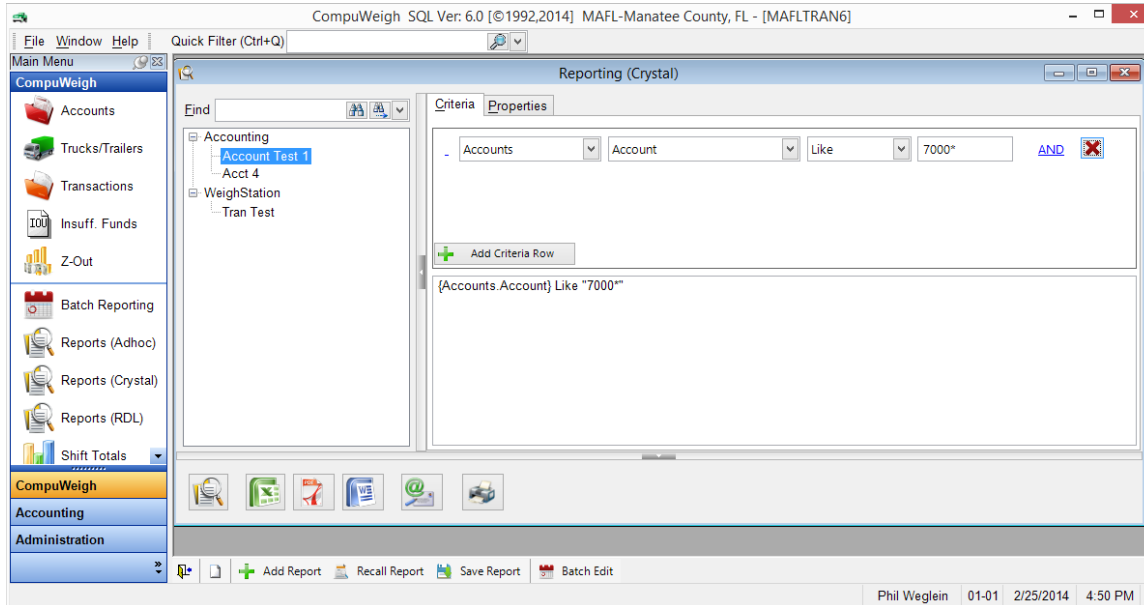 CompuWeigh SQL Ver: 6.0 [©1992,2014] MAFL-Manatee County, FL - [MAFLTRAN6]
File Window Help Quick Filter (Ctrl+Q)
Main Menu
CompuWeigh
Accounts
Trucks/Trailers
Transactions
IOU Insuff. Funds
Z-Out
Batch Reporting
Reports (Adhoc)
Reports (Crystal)
Reports (RDL)
Shift Totals
CompuWeigh
Accounting
Administration
Reporting (Crystal)
Find
Accounting
Account Test 1
Acct 4
WeighStation
Tran Test
Criteria Properties
Accounts Account Like 7000* AND
Add Criteria Row
{Accounts.Account} Like "7000*"
Add Report Recall Report Save Report Batch Edit
Phil Weglein 01-01 2/25/2014 4:50 PM